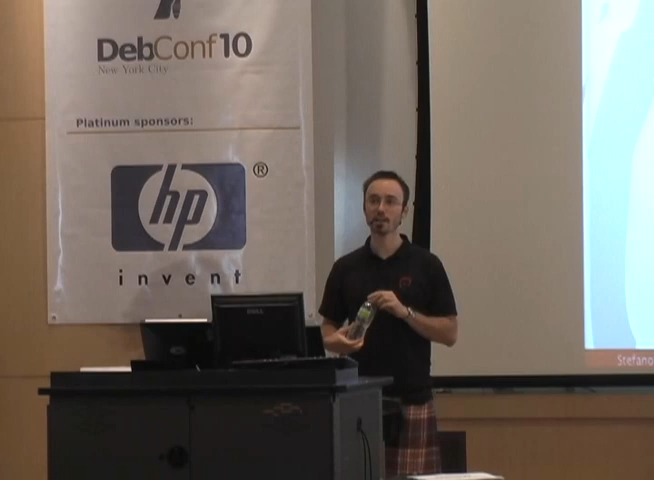 DebConf10
New York City
Platinum sponsors:
hp
®
invent
DELL
Stefano